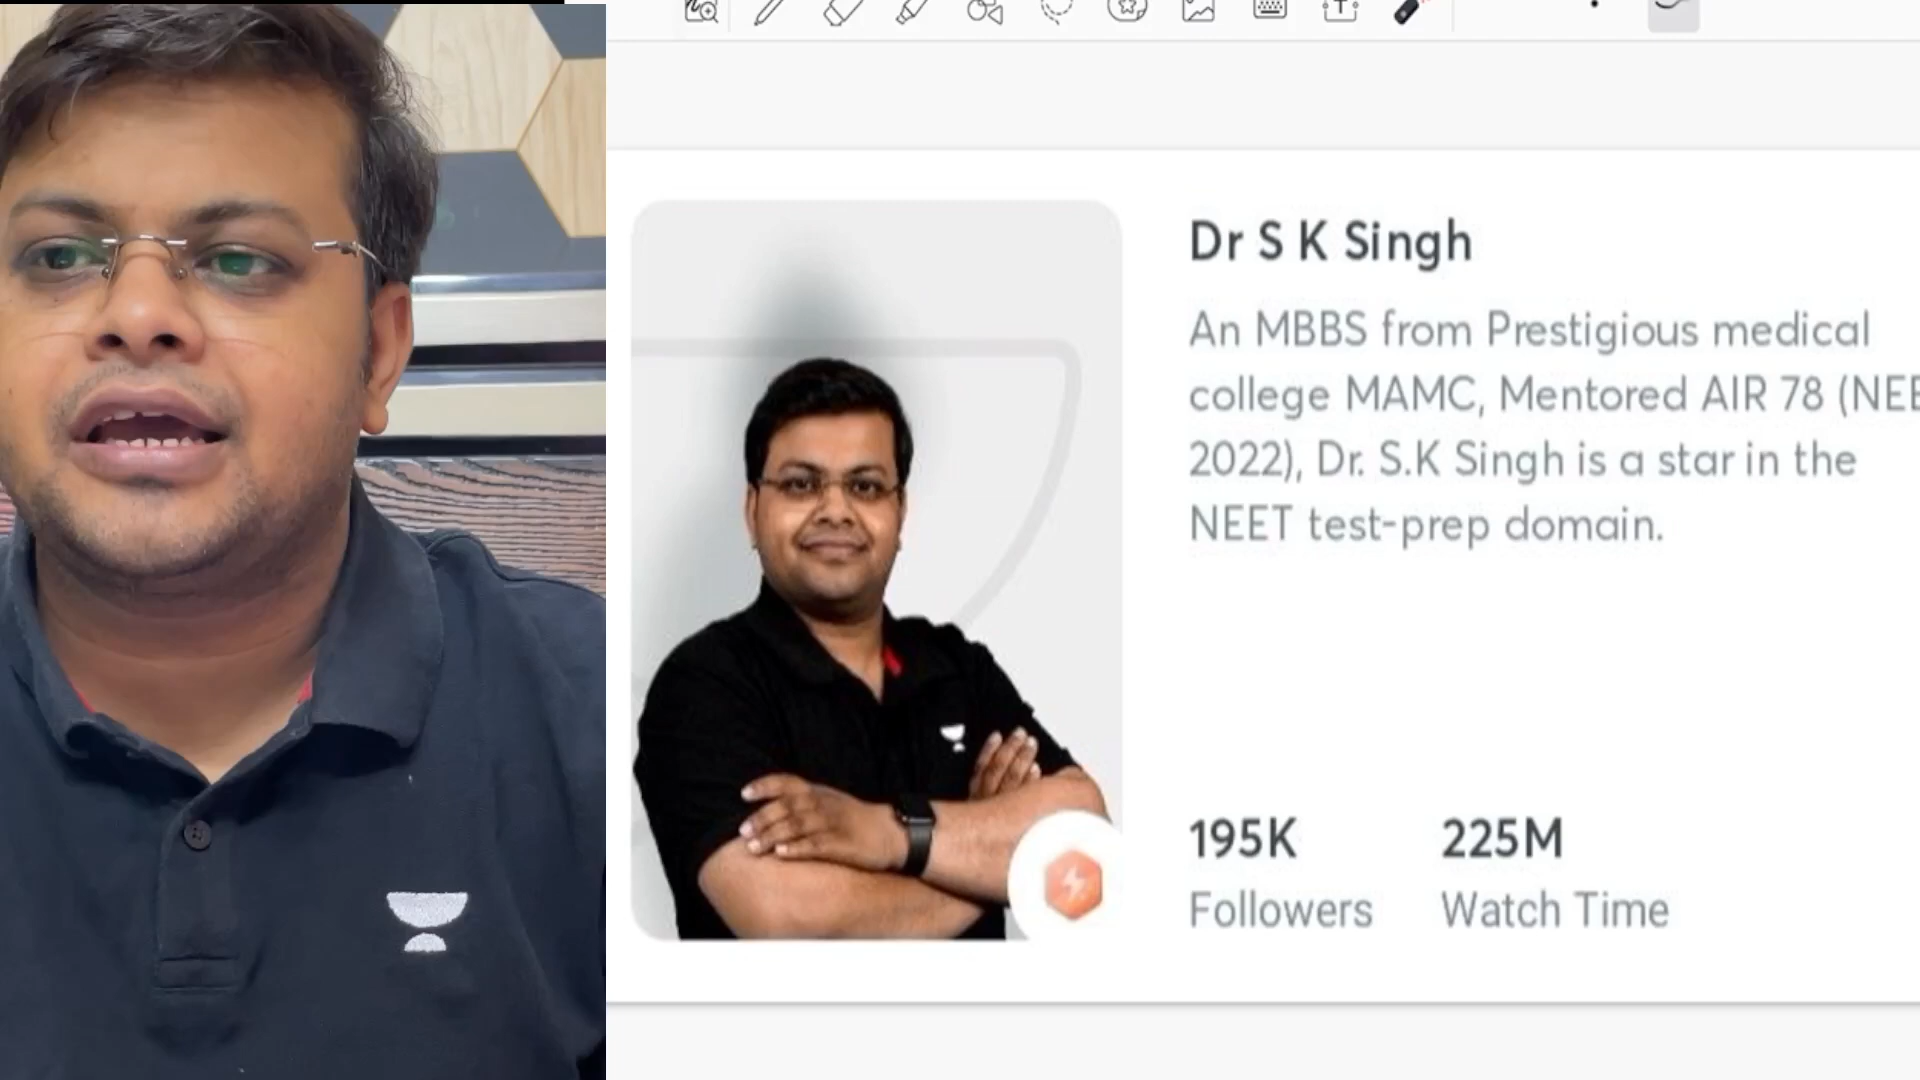 Dr S K Singh
An MBBS from Prestigious medical
college MAMC, Mentored AIR 78 (NEE
2022), Dr. S.K Singh is a star in the
NEET test-prep domain.
195K 225M
Followers Watch Time